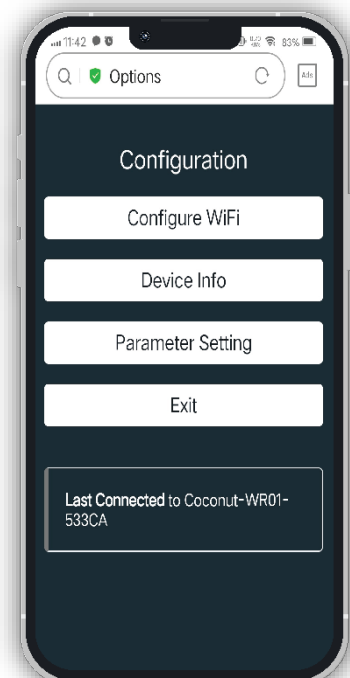 11:42 83%
Options
Configuration
Configure WiFi
Device Info
Parameter Setting
Exit
Last Connected to Coconut-WR01-
533CA